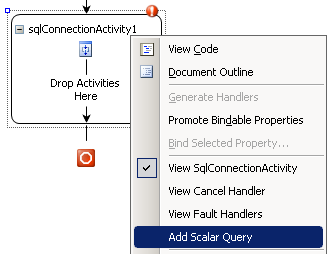 sqlConnectionActivity1
Drop Activities
Here
View Code
Document Outline
Generate Handlers
Promote Bindable Properties
Bind Selected Property...
View SqlConnectionActivity
View Cancel Handler
View Fault Handlers
Add Scalar Query